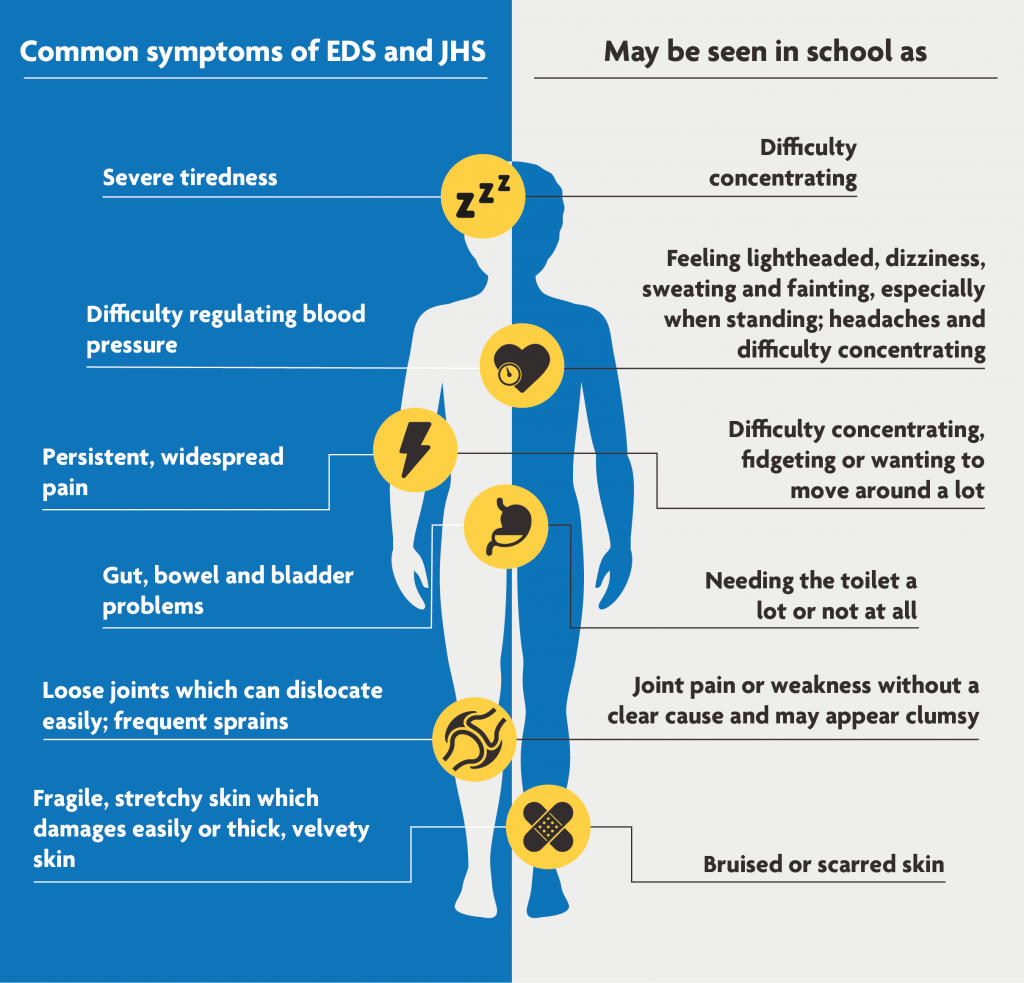 Common symptoms of EDS and JHS
May be seen in school as
Severe tiredness
Difficulty
concentrating
Difficulty regulating blood
pressure
Feeling lightheaded, dizziness,
sweating and fainting, especially
when standing; headaches and
difficulty concentrating
Persistent, widespread
pain
Difficulty concentrating,
fidgeting or wanting to
move around a lot
Gut, bowel and bladder
problems
Needing the toilet a
lot or not at all
Loose joints which can dislocate
easily; frequent sprains
Joint pain or weakness without a
clear cause and may appear clumsy
Fragile, stretchy skin which
damages easily or thick, velvety
skin
Bruised or scarred skin
z z z